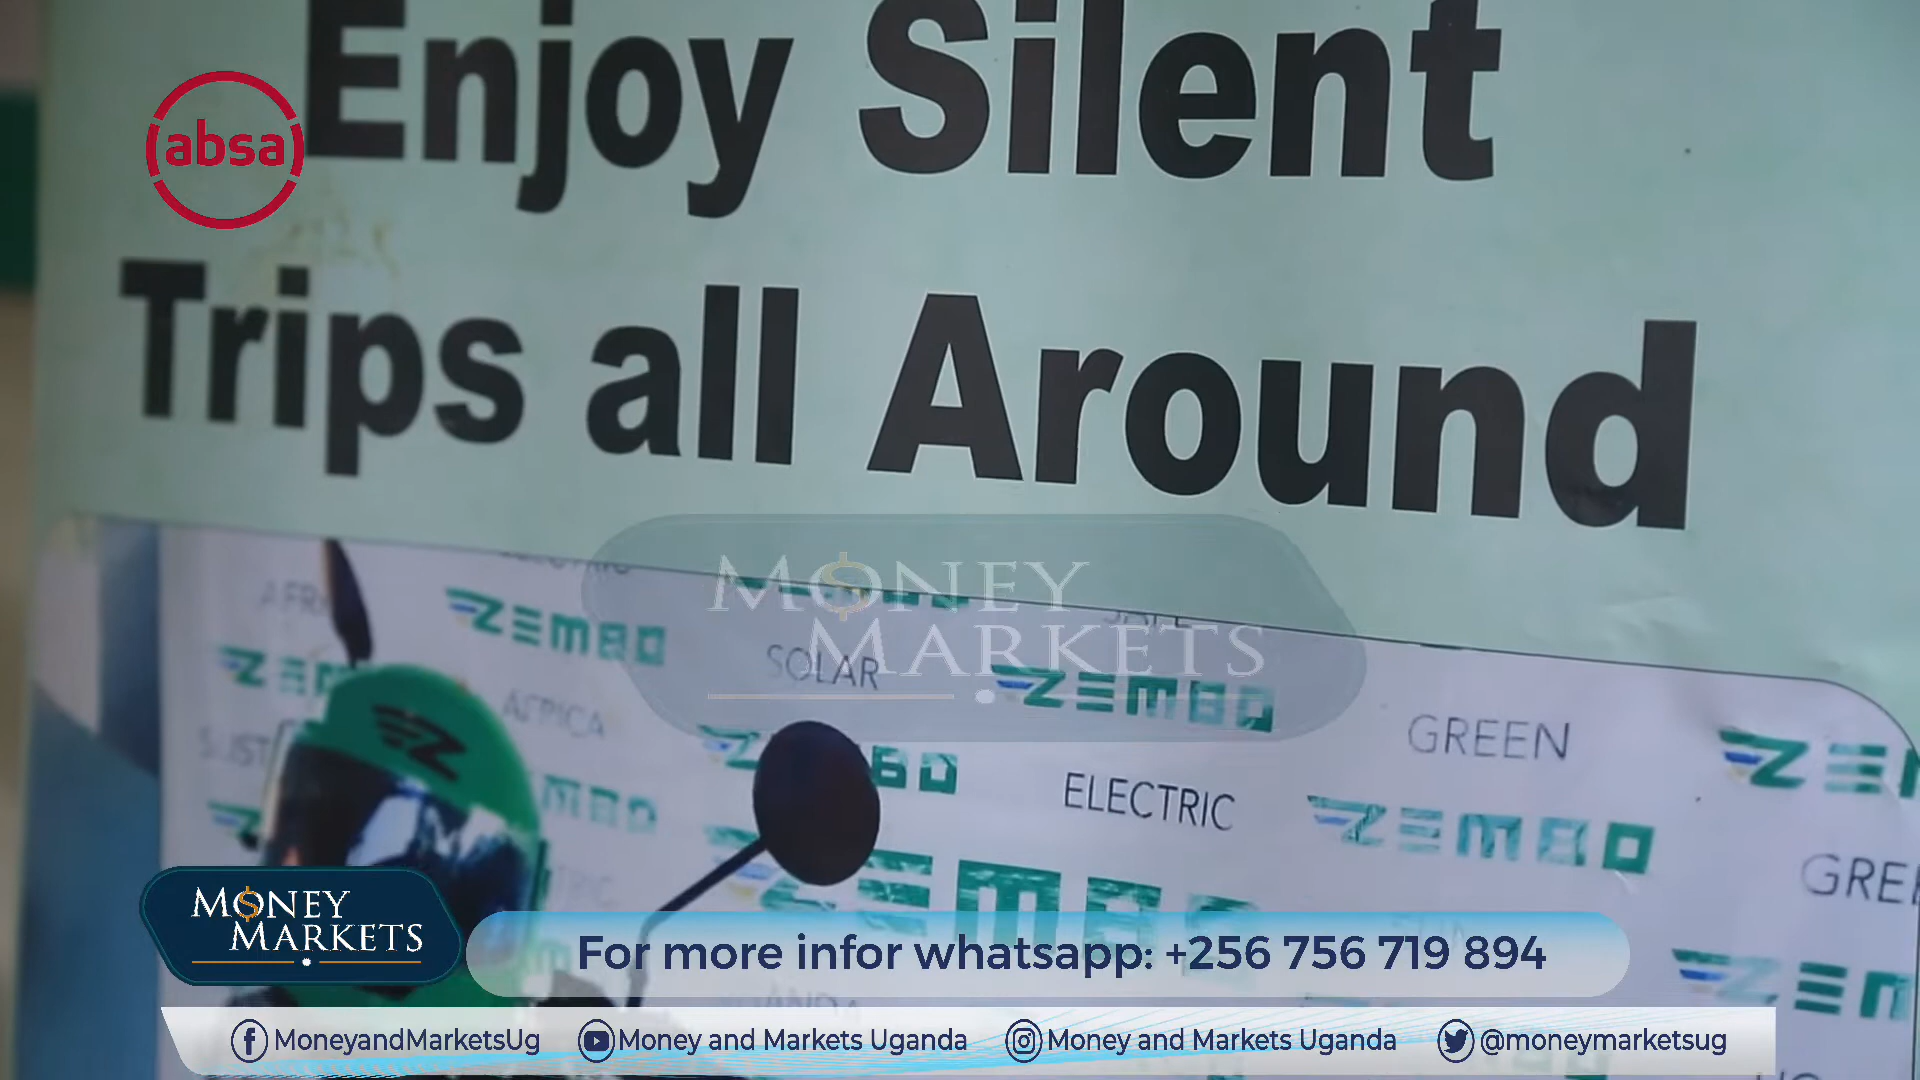 Enjoy Silent
absa
Trips all Around
MONEY
MARKETS
ZEMBO
SOLAR
ZEMBO
AFRICA
GREEN
ELECTRIC
ZEMBO
MONEY
MARKETS
For more infor whatsapp: +256 756 719 894
MoneyandMarketsUg
Money and Markets Uganda
Money and Markets Uganda
@moneymarketsug